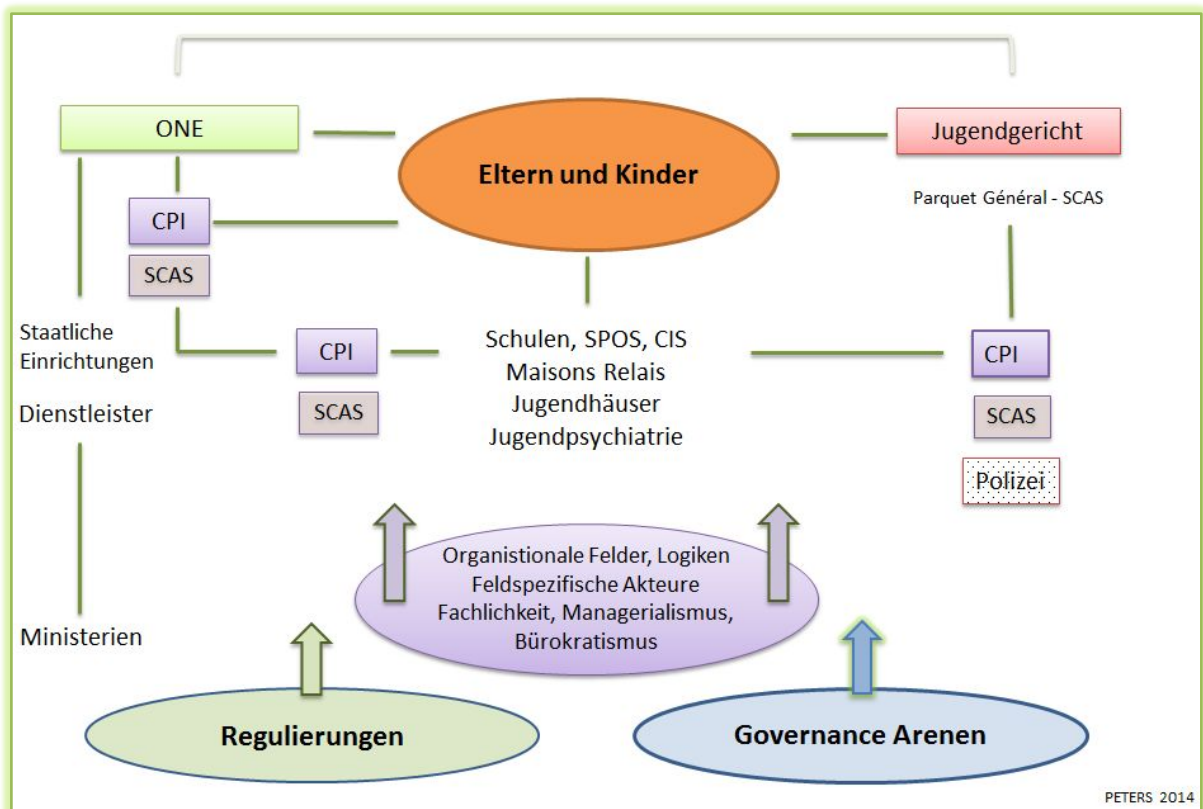 ONE
Eltern und Kinder
Jugendgericht
Parquet Général - SCAS
CPI
SCAS
Staatliche
Einrichtungen
Dienstleister
Ministerien
CPI
SCAS
Schulen, SPOS, CIS
Maisons Relais
Jugendhäuser
Jugendpsychiatrie
CPI
SCAS
Polizei
Organistionale Felder, Logiken
Feldspezifische Akteure
Fachlichkeit, Managerialismus,
Bürokratismus
Regulierungen
Governance Arenen
PETERS 2014